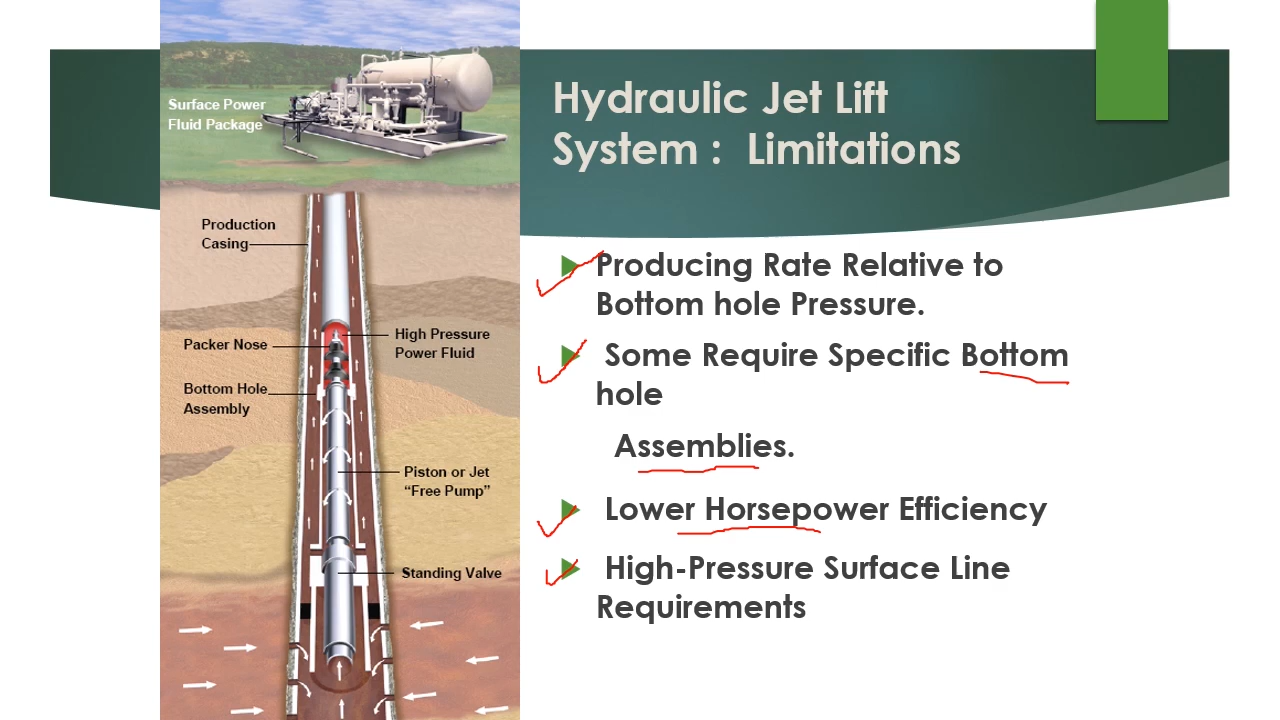 Hydraulic Jet Lift
System :  Limitations
Surface Power
Fluid Package
Production
Casing
Packer Nose
High Pressure
Power Fluid
Bottom Hole
Assembly
Piston or Jet
“Free Pump”
Standing Valve
Producing Rate Relative to
Bottom hole Pressure.
Some Require Specific Bottom
hole
Assemblies.
Lower Horsepower Efficiency
High-Pressure Surface Line
Requirements